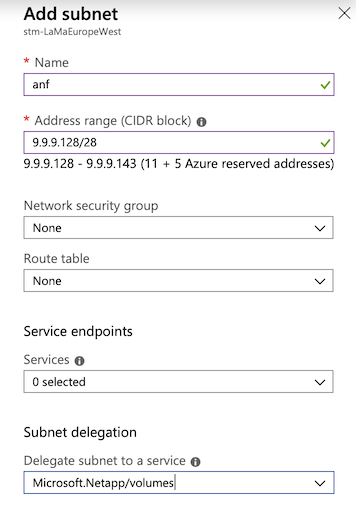 Add subnet
stm-LaMaEuropeWest
* Name
anf
* Address range (CIDR block)
9.9.9.128/28
9.9.9.128 - 9.9.9.143 (11 + 5 Azure reserved addresses)
Network security group
None
Route table
None
Service endpoints
Services
0 selected
Subnet delegation
Delegate subnet to a service
Microsoft.Netapp/volumes